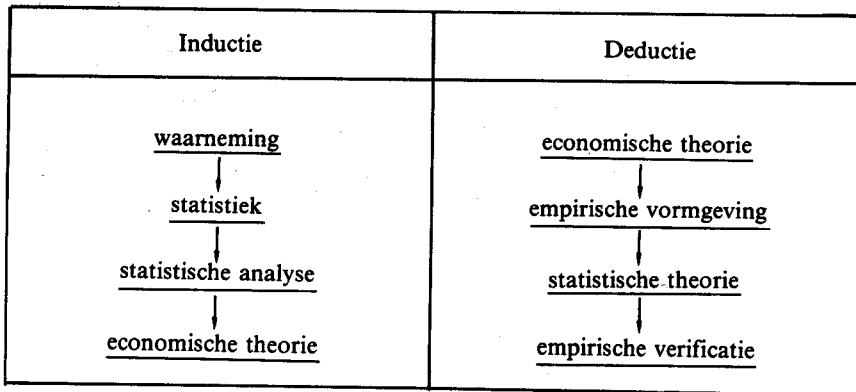 Inductie
Deductie
waarneming
economische theorie
statistiek
empirische vormgeving
statistische analyse
statistische theorie
economische theorie
empirische verificatie